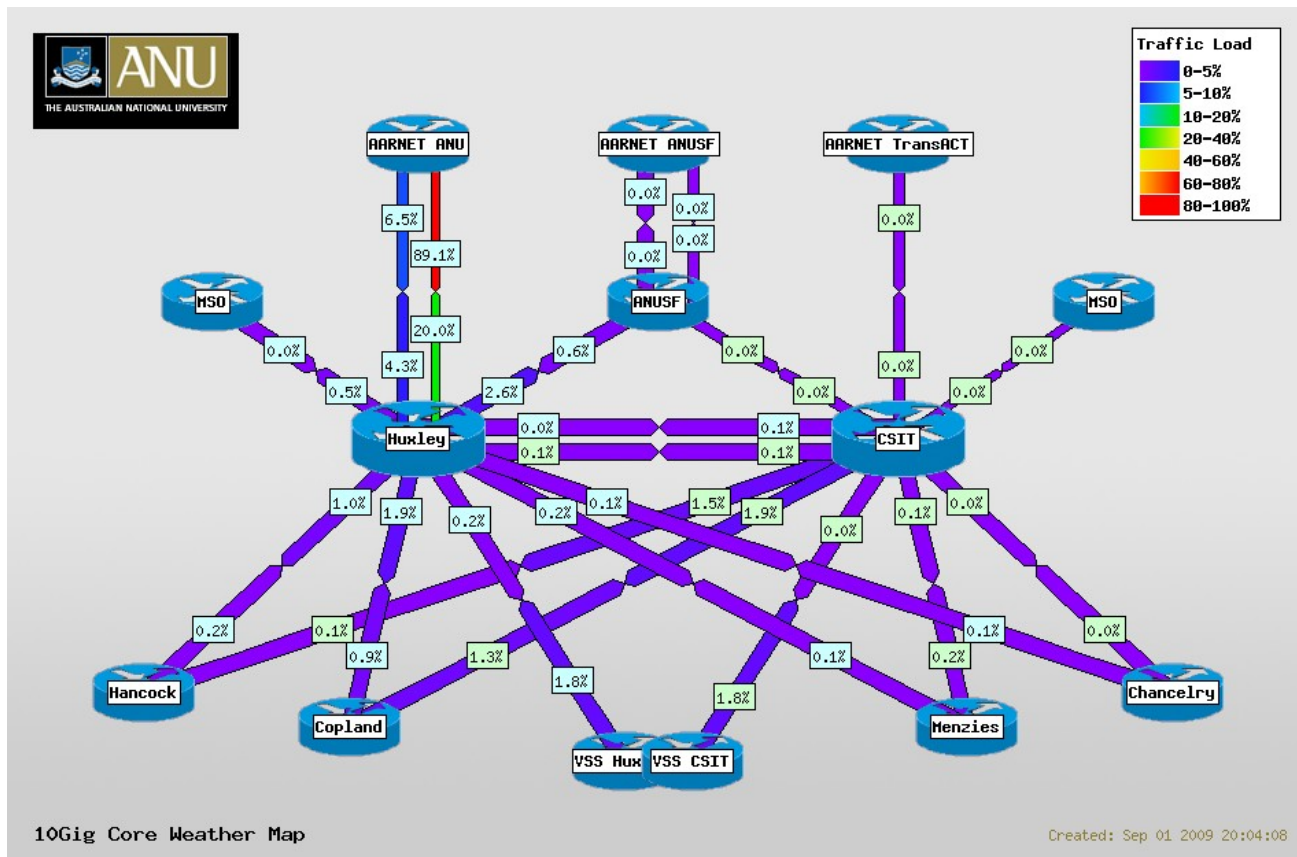 ANU
THE AUSTRALIAN NATIONAL UNIVERSITY
Traffic Load
0-5%
5-10%
10-20%
20-40%
40-60%
60-80%
80-100%
AARNET ANU
AARNET ANUSF
AARNET TransACT
0.0%
0.0%
6.5%
0.0%
0.0%
89.1%
0.0%
MSO
ANUSF
MSO
20.0%
0.0%
0.6%
0.0%
0.0%
4.3%
0.0%
0.5%
2.6%
0.0%
0.0%
Huxley
0.0%
0.1%
CSIT
0.1%
0.1%
1.0%
1.9%
0.2%
0.2%
0.1%
1.5%
1.9%
0.0%
0.1%
0.0%
0.2%
0.1%
0.9%
1.3%
1.8%
0.1%
1.8%
0.2%
0.1%
0.0%
Hancock
Chancelry
Copland
Menzies
VSS Hux
VSS CSIT
10Gig Core Weather Map
Created: Sep 01 2009 20:04:08